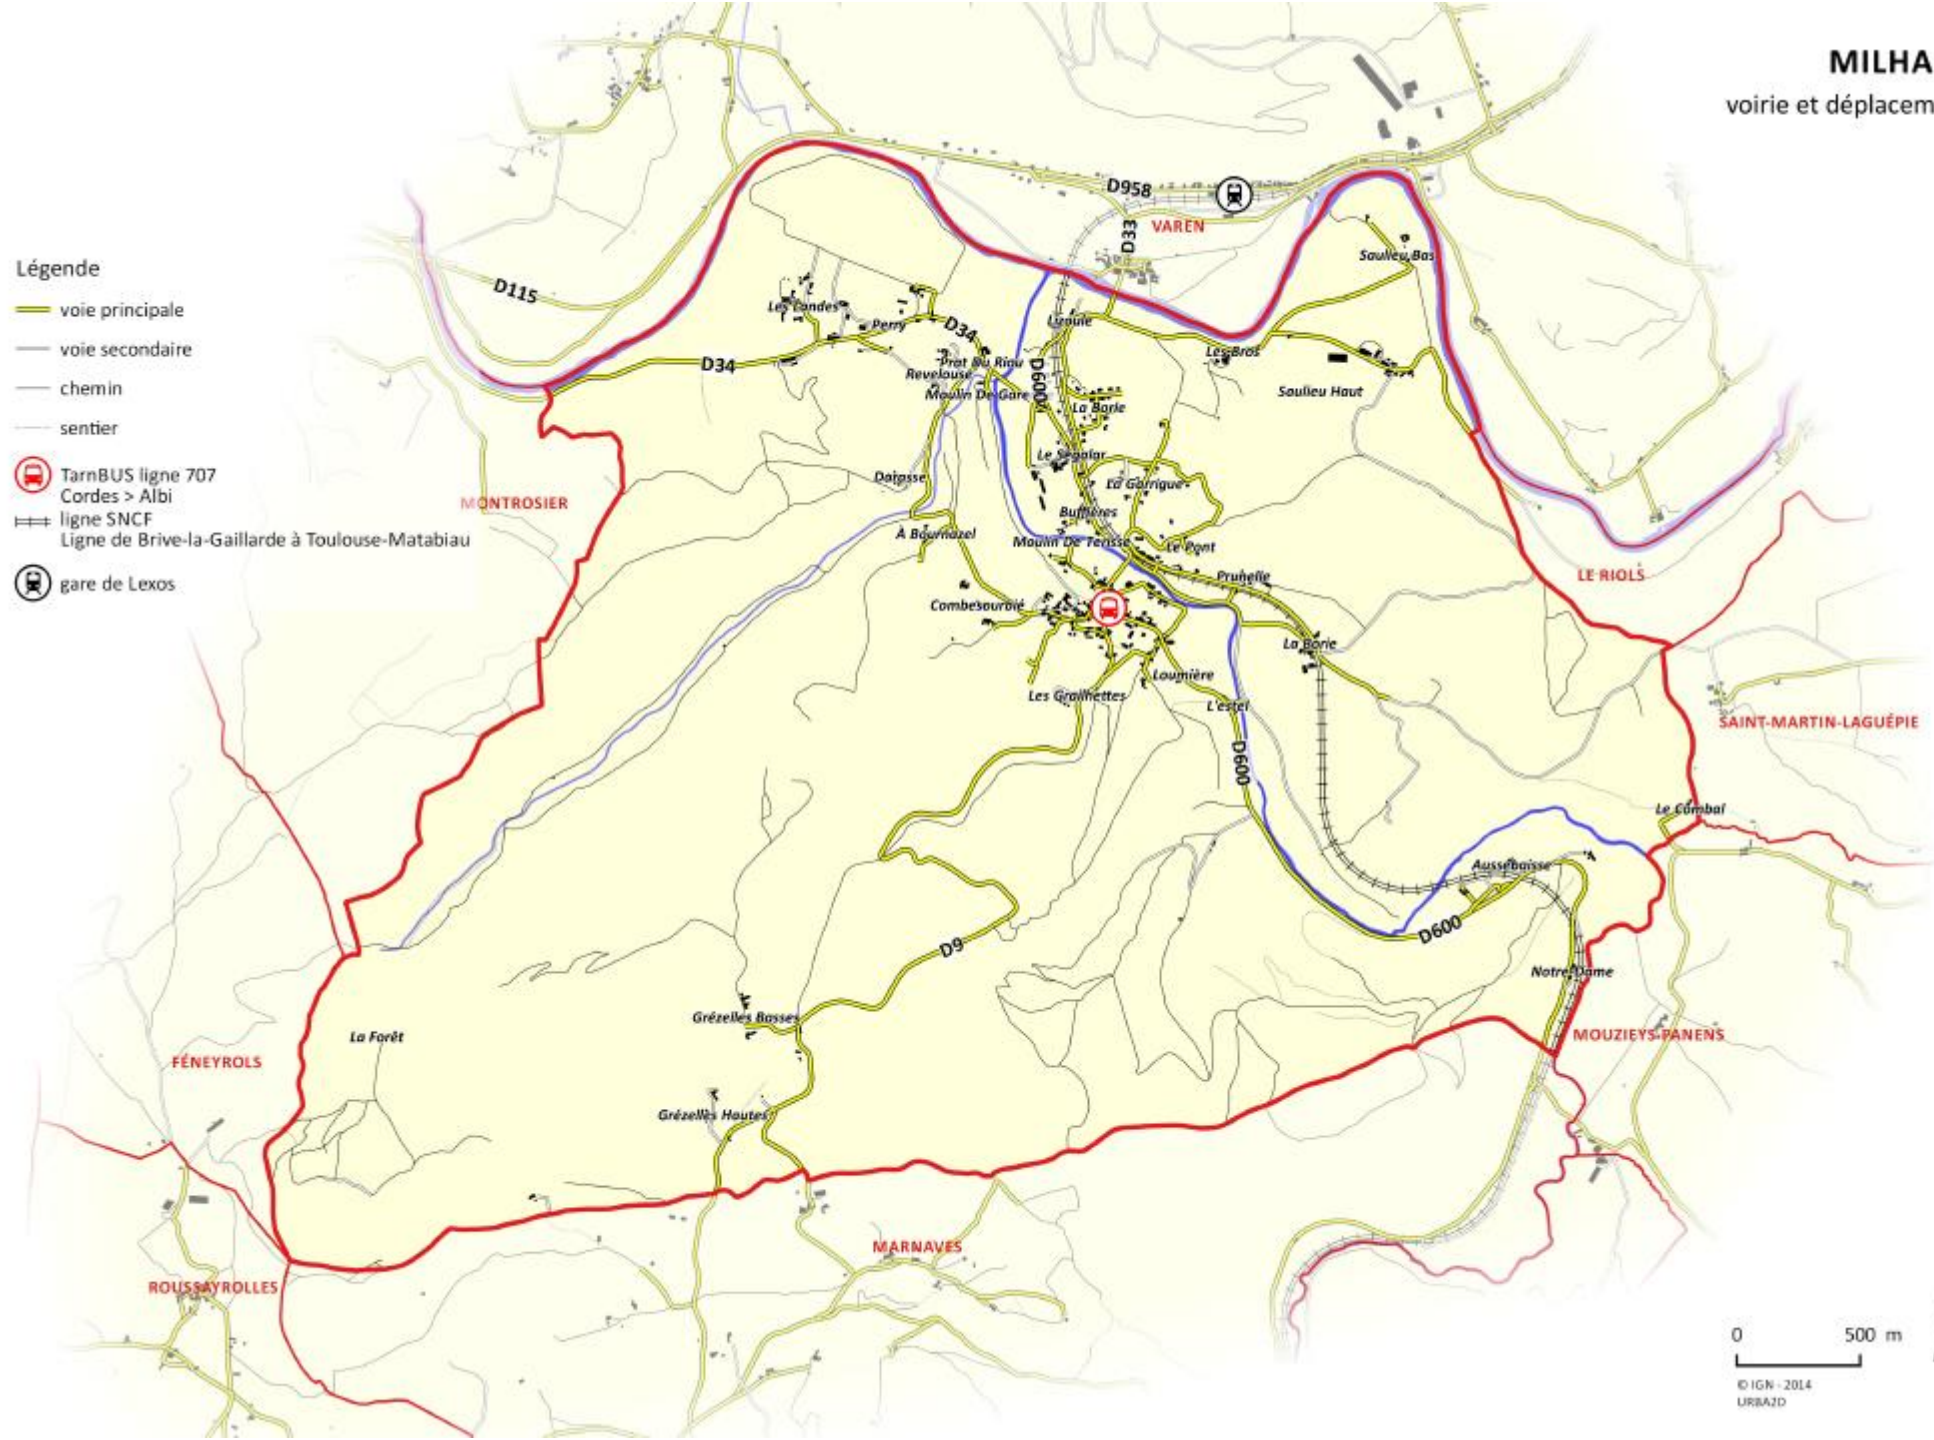 MILHA
voirie et déplacem
D958
VAREN
D33
Saulieu Bas
Légende
D115
voie principale
voie secondaire
chemin
sentier
TarnBUS ligne 707
Cordes > Albi
ligne SNCF
Ligne de Brive-la-Gaillarde à Toulouse-Matabiau
gare de Lexos
Les Landes
Perry
D34
D34
Liroule
Les Bros
Prat Du Riou
Revelouse
Moulin De Gare
D600
Saulieu Haut
La Borie
Le Ségalar
Daïpsse
La Garrigue
MONTROSIER
Buffières
À Bournazel
Moulin De Terisse
Le Pont
LE RIOLS
Prunelle
Combesourbié
La Borie
Loumière
Les Grailhettes
L'estel
SAINT-MARTIN-LAGUÉPIE
D600
Le Combal
Aussebaisse
D600
D9
Notre-Dame
Grézelles Basses
La Forêt
MOUZIEYS-PANENS
FÉNEYROLS
Grézelles Hautes
MARNAVES
ROUSSAYROLLES
0 500 m
© IGN - 2014
URBA2D